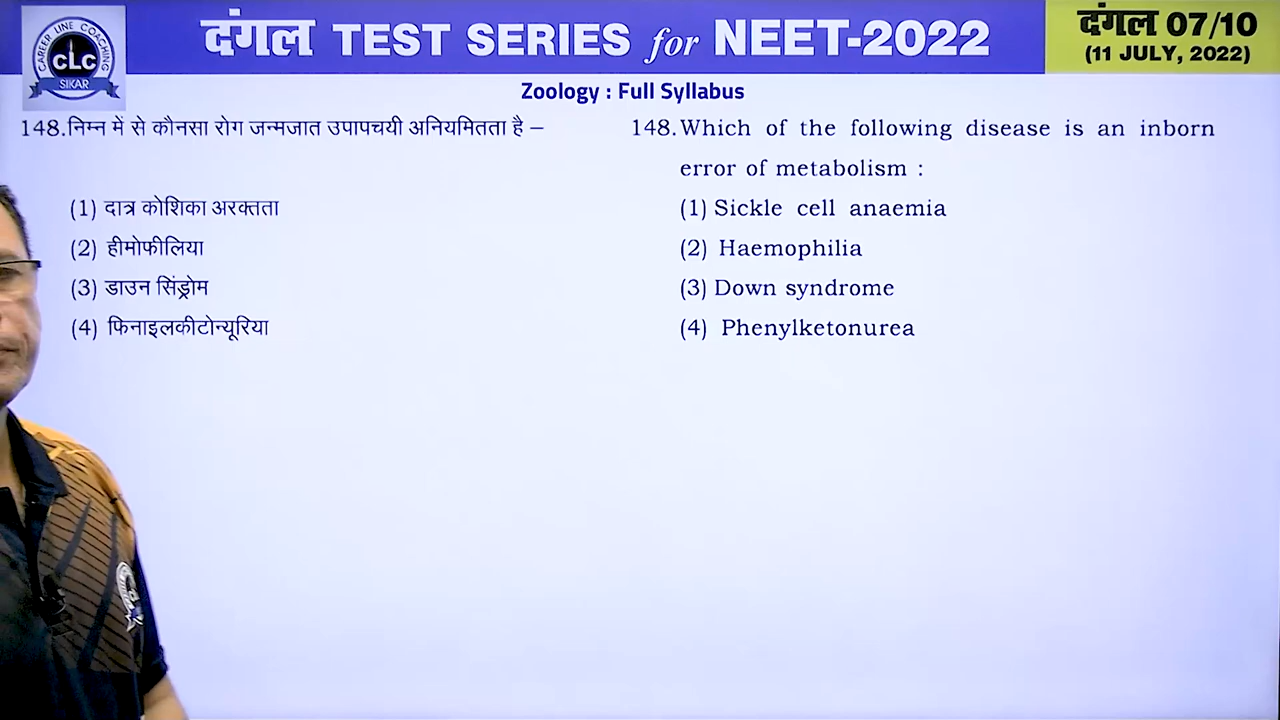 CAREER LINE COACHING
CLC
SIKAR
दंगल TEST SERIES for NEET-2022
दंगल 07/10
(11 JULY, 2022)
Zoology : Full Syllabus
148.निम्न में से कौनसा रोग जन्मजात उपापचयी अनियमितता है –
(1) दात्र कोशिका अरक्तता
(2) हीमोफीलिया
(3) डाउन सिंड्रोम
(4) फिनाइलकीटोन्यूरिया
148. Which of the following disease is an inborn
error of metabolism :
(1) Sickle cell anaemia
(2) Haemophilia
(3) Down syndrome
(4) Phenylketonurea